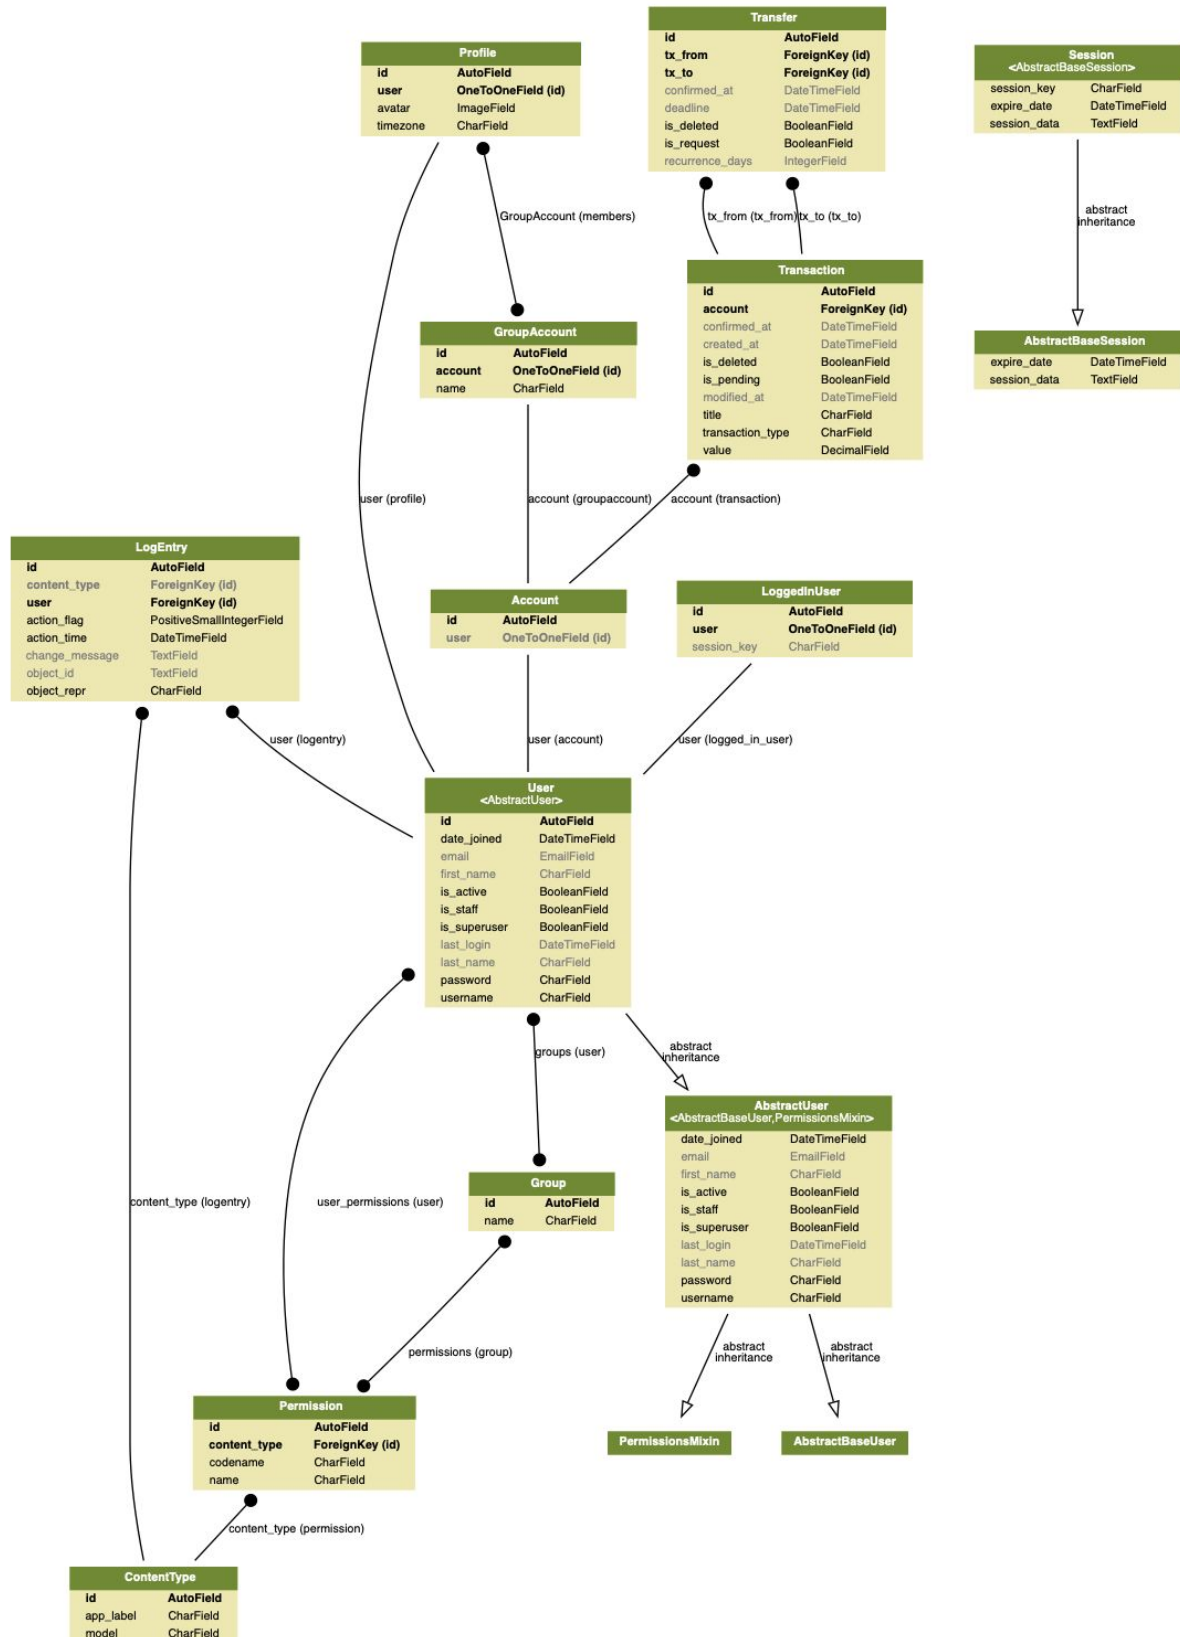 Profile
id AutoField
user OneToOneField (id)
avatar ImageField
timezone CharField
Transfer
id AutoField
tx_from ForeignKey (id)
tx_to ForeignKey (id)
confirmed_at DateTimeField
deadline DateTimeField
is_deleted BooleanField
is_request BooleanField
recurrence_days IntegerField
Session
<AbstractBaseSession>
session_key CharField
expire_date DateTimeField
session_data TextField
GroupAccount (members)
tx_from (tx_from)
tx_to (tx_to)
abstract
inheritance
Transaction
id AutoField
account ForeignKey (id)
confirmed_at DateTimeField
created_at DateTimeField
is_deleted BooleanField
is_pending BooleanField
modified_at DateTimeField
title CharField
transaction_type CharField
value DecimalField
GroupAccount
id AutoField
account OneToOneField (id)
name CharField
AbstractBaseSession
expire_date DateTimeField
session_data TextField
user (profile)
account (groupaccount)
account (transaction)
LogEntry
id AutoField
content_type ForeignKey (id)
user ForeignKey (id)
action_flag PositiveSmallIntegerField
action_time DateTimeField
change_message TextField
object_id TextField
object_repr CharField
Account
id AutoField
user OneToOneField (id)
LoggedInUser
id AutoField
user OneToOneField (id)
session_key CharField
user (logentry)
user (account)
user (logged_in_user)
User
<AbstractUser>
id AutoField
date_joined DateTimeField
email EmailField
first_name CharField
is_active BooleanField
is_staff BooleanField
is_superuser BooleanField
last_login DateTimeField
last_name CharField
password CharField
username CharField
groups (user)
abstract
inheritance
AbstractUser
<AbstractBaseUser,PermissionsMixin>
date_joined DateTimeField
email EmailField
first_name CharField
is_active BooleanField
is_staff BooleanField
is_superuser BooleanField
last_login DateTimeField
last_name CharField
password CharField
username CharField
Group
id AutoField
name CharField
content_type (logentry)
user_permissions (user)
permissions (group)
abstract
inheritance
abstract
inheritance
Permission
id AutoField
content_type ForeignKey (id)
codename CharField
name CharField
PermissionsMixin
AbstractBaseUser
content_type (permission)
ContentType
id AutoField
app_label CharField
model CharField